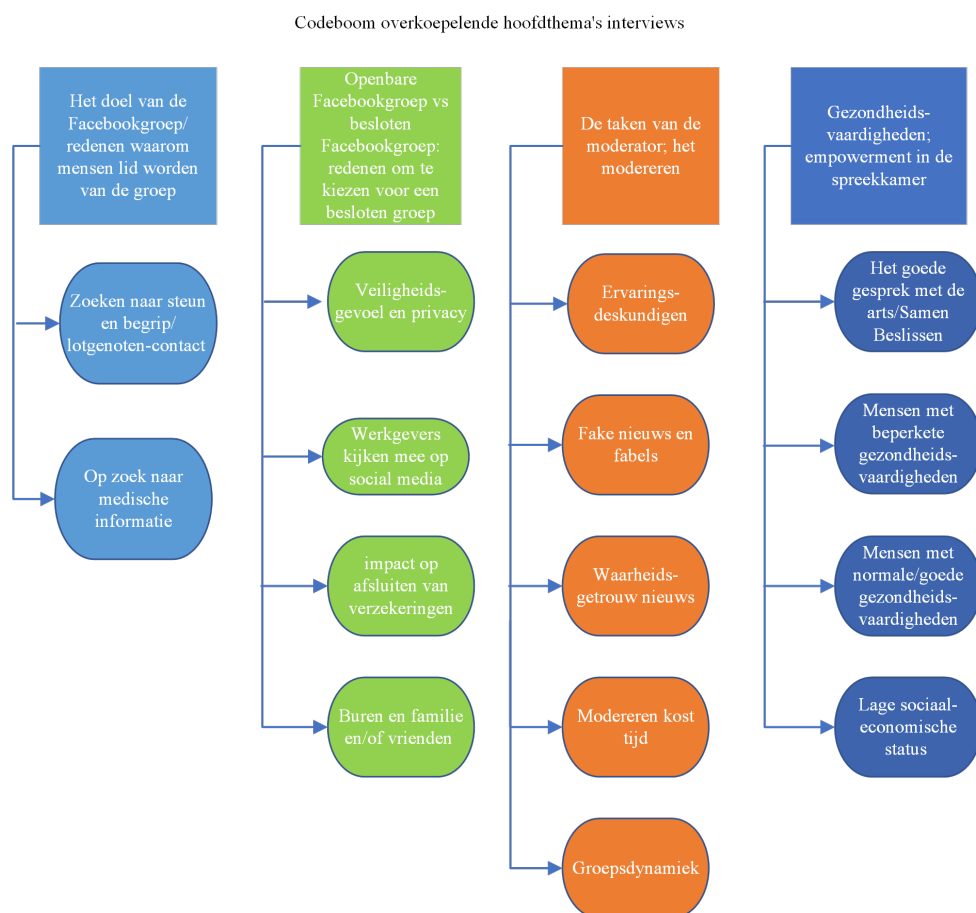 Codeboom overkoepelende hoofdthema's interviews
Het doel van de
Facebookgroep/
redenen waarom
mensen lid worden
van de groep
Zoeken naar steun
en begrip/
lotgenoten-contact
Op zoek naar
medische
informatie
Openbare
Facebookgroep vs
besloten
Facebookgroep:
redenen om te
kiezen voor een
besloten groep
Veiligheids-
gevoel en privacy
Werkgevers
kijken mee op
social media
impact op
afsluiten van
verzekeringen
Buren en familie
en/of vrienden
De taken van de
moderator; het
modereren
Ervarings-
deskundigen
Fake nieuws en
fabels
Waarheids-
getrouw nieuws
Modereren kost
tijd
Groepsdynamiek
Gezondheids-
vaardigheden;
empowerment in de
spreekkamer
Het goede
gesprek met de
arts/Samen
Beslissen
Mensen met
beperkete
gezondheids-
vaardigheden
Mensen met
normale/goede
gezondheids-
vaardigheden
Lage sociaal-
economische
status